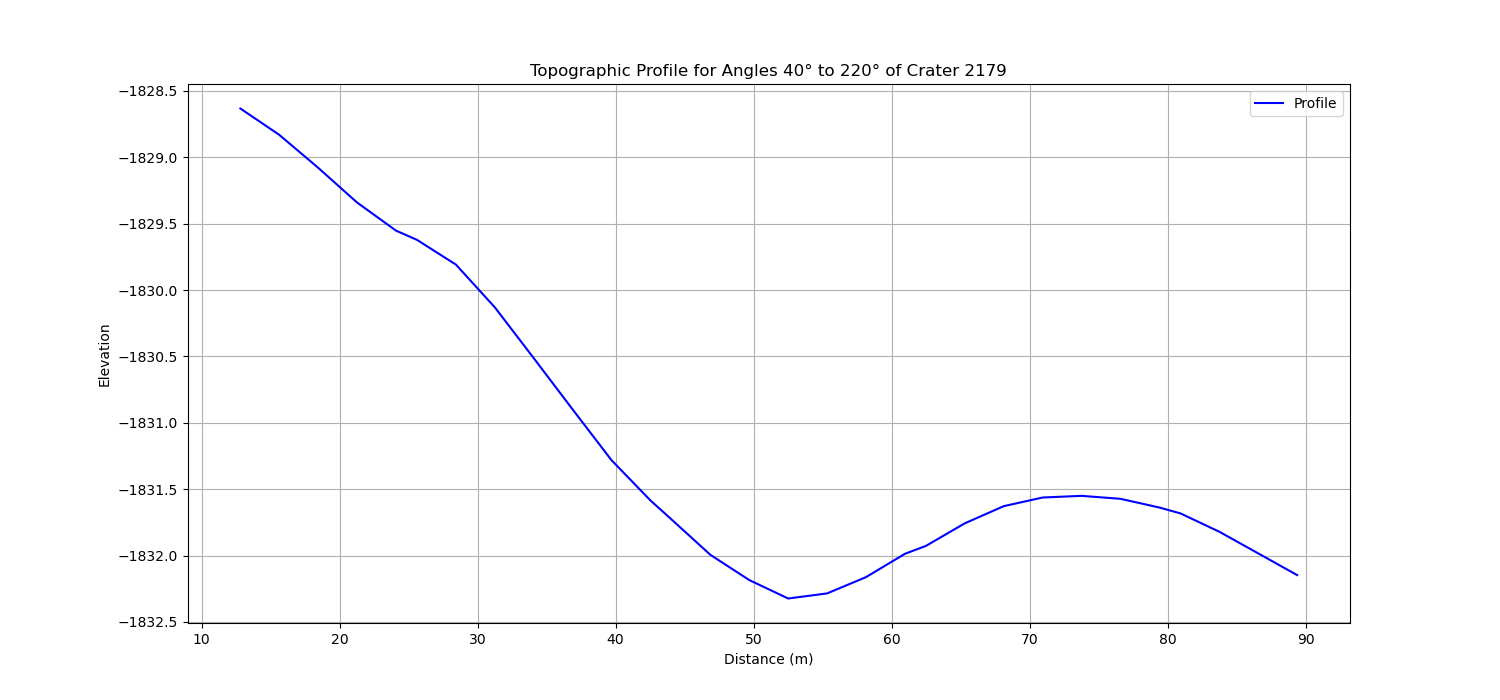 Topographic Profile for Angles 40° to 220° of Crater 2179
Profile
−1828.5
−1829.0
−1829.5
−1830.0
−1830.5
−1831.0
−1831.5
−1832.0
−1832.5
Elevation
10 20 30 40 50 60 70 80 90
Distance (m)